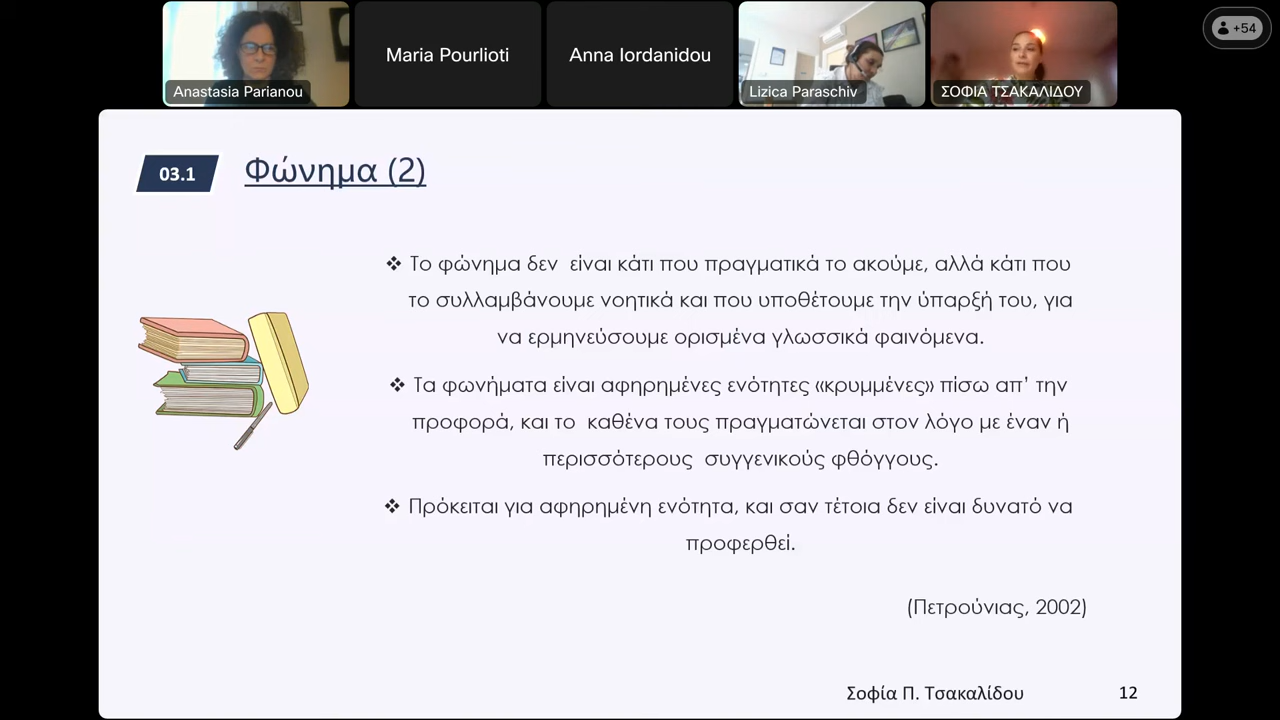 Maria Pourlioti
Anna Iordanidou
+54
Anastasia Parianou
Lizica Paraschiv
ΣΟΦΙΑ ΤΣΑΚΑΛΙΔΟΥ
03.1
Φώνημα (2)
❖ Το φώνημα δεν είναι κάτι που πραγματικά το ακούμε, αλλά κάτι που
το συλλαμβάνουμε νοητικά και που υποθέτουμε την ύπαρξή του, για
να ερμηνεύσουμε ορισμένα γλωσσικά φαινόμενα.
❖ Τα φωνήματα είναι αφηρημένες ενότητες «κρυμμένες» πίσω απ’ την
προφορά, και το καθένα τους πραγματώνεται στον λόγο με έναν ή
περισσότερους συγγενικούς φθόγγους.
❖ Πρόκειται για αφηρημένη ενότητα, και σαν τέτοια δεν είναι δυνατό να
προφερθεί.
(Πετρούνιας, 2002)
Σοφία Π. Τσακαλίδου
12